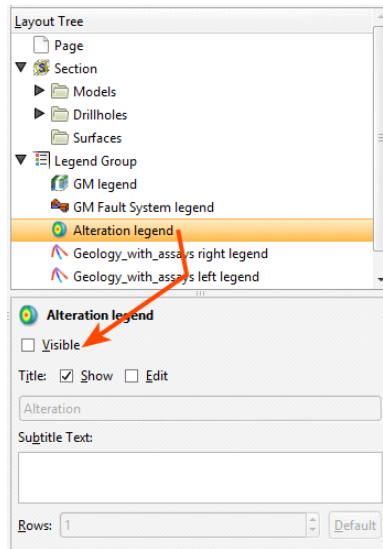 Layout Tree
Page
Section
Models
Drillholes
Surfaces
Legend Group
GM legend
GM Fault System legend
Alteration legend
Geology_with_assays right legend
Geology_with_assays left legend
Alteration legend
Visible
Title: Show Edit
Alteration
Subtitle Text:
Rows: 1 Default